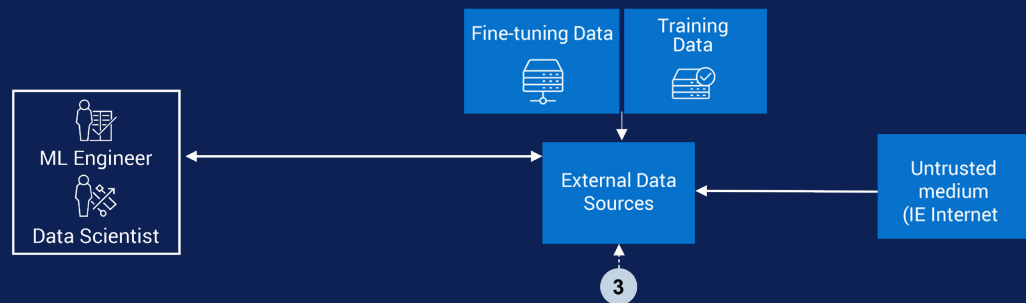 Fine-tuning Data
Training
Data
ML Engineer
Data Scientist
External Data
Sources
Untrusted
medium
(IE Internet
3